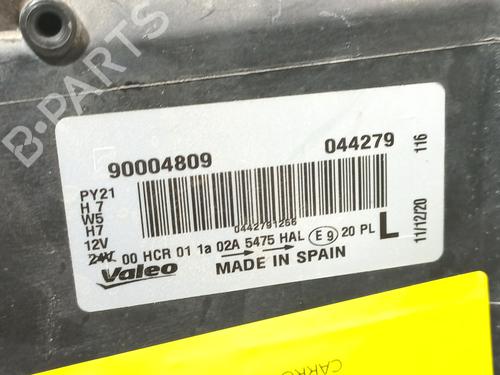 B-PARTS
90004809
044279
116
PY21
H 7
W5
H7
12V
24V
0442791266
00 HCR 01 1a 02A 5475 HAL E9 20 PL
L
11/12/20
Valeo
MADE IN SPAIN